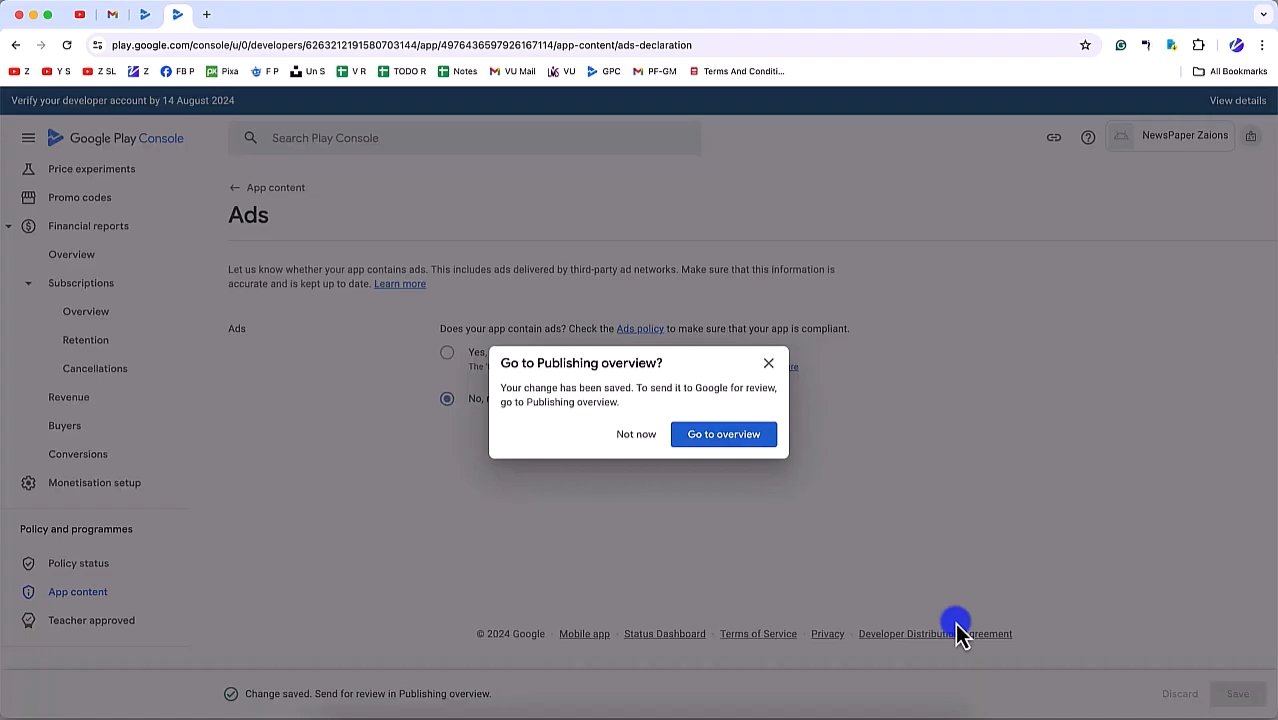 play.google.com/console/u/0/developers/6263212191580703144/app/4976436597926167114/app-content/ads-declaration
Z
Y S
Z SL
Z
FB P
Pixa
F P
Un S
V R
TODO R
Notes
VU Mail
VU
GPC
PF-GM
Terms And Conditi...
All Bookmarks
Verify your developer account by 14 August 2024
View details
Google Play Console
Search Play Console
NewsPaper Zaions
Price experiments
Promo codes
Financial reports
Overview
Subscriptions
Overview
Retention
Cancellations
Revenue
Buyers
Conversions
Monetisation setup
Policy and programmes
Policy status
App content
Teacher approved
App content
Ads
Let us know whether your app contains ads. This includes ads delivered by third-party ad networks. Make sure that this information is
accurate and is kept up to date. Learn more
Ads
Does your app contain ads? Check the Ads policy to make sure that your app is compliant.
Yes,
The
No,
Go to Publishing overview?
Your change has been saved. To send it to Google for review,
go to Publishing overview.
Not now
Go to overview
© 2024 Google · Mobile app · Status Dashboard · Terms of Service · Privacy · Developer
Change saved. Send for review in Publishing overview.
Discard
Save